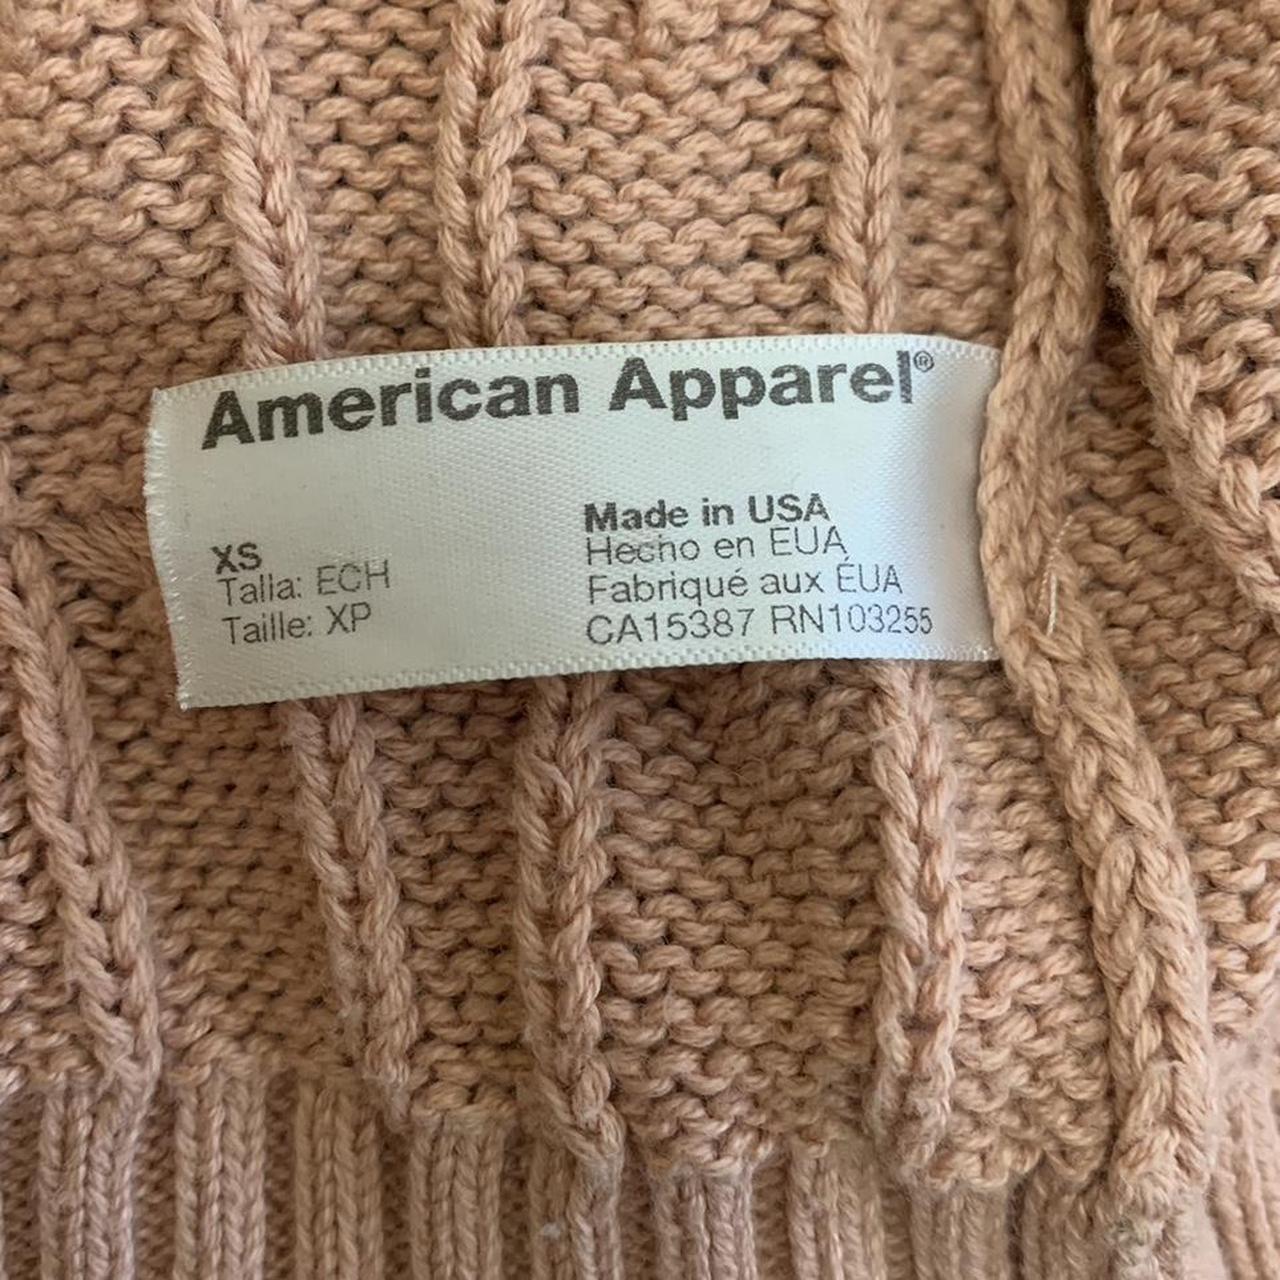 American Apparel®
XS
Talla: ECH
Taille: XP
Made in USA
Hecho en EUA
Fabriqué aux ÉUA
CA15387 RN103255